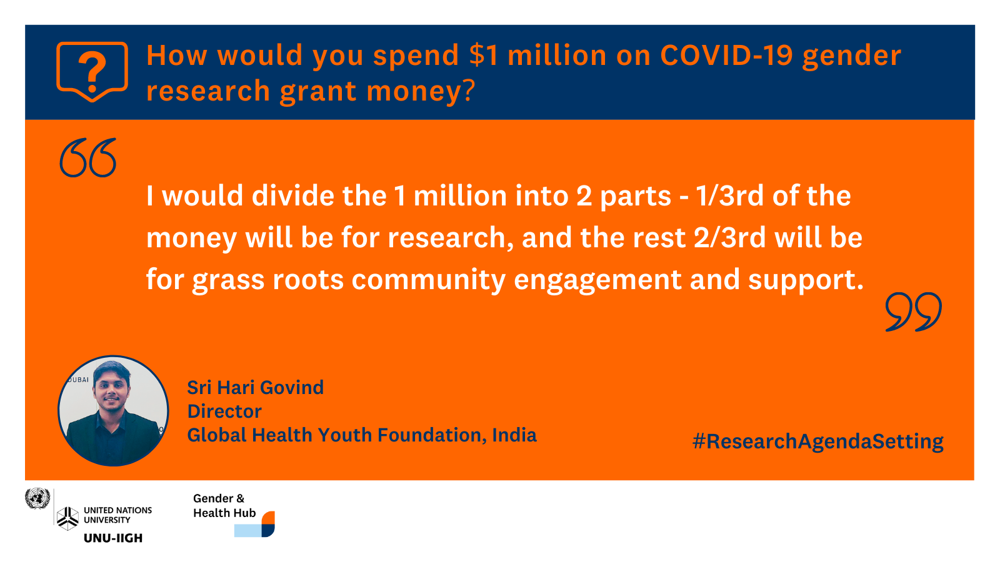 ?
How would you spend $1 million on COVID-19 gender
research grant money?
“
I would divide the 1 million into 2 parts - 1/3rd of the
money will be for research, and the rest 2/3rd will be
for grass roots community engagement and support.
”
DUBAI
Sri Hari Govind
Director
Global Health Youth Foundation, India
#ResearchAgendaSetting
UNITED NATIONS
UNIVERSITY
UNU-IIGH
Gender &
Health Hub